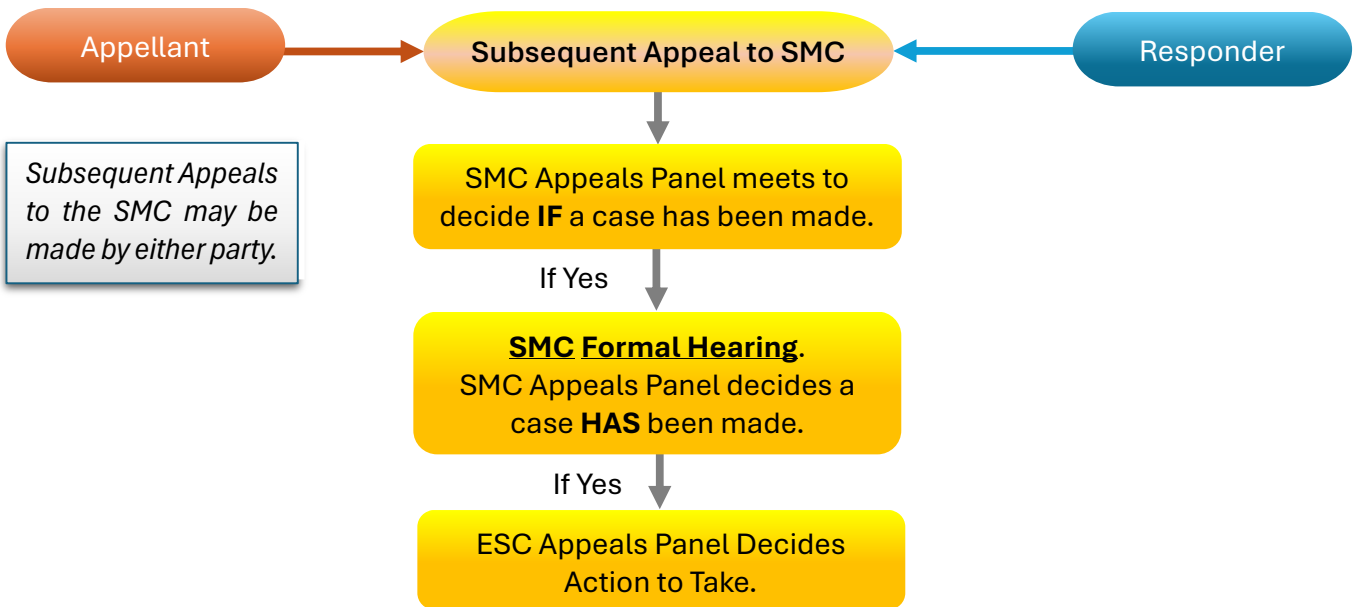 Appellant
Subsequent Appeal to SMC
Responder
Subsequent Appeals
to the SMC may be
made by either party.
SMC Appeals Panel meets to
decide IF a case has been made.
If Yes
SMC Formal Hearing.
SMC Appeals Panel decides a
case HAS been made.
If Yes
ESC Appeals Panel Decides
Action to Take.